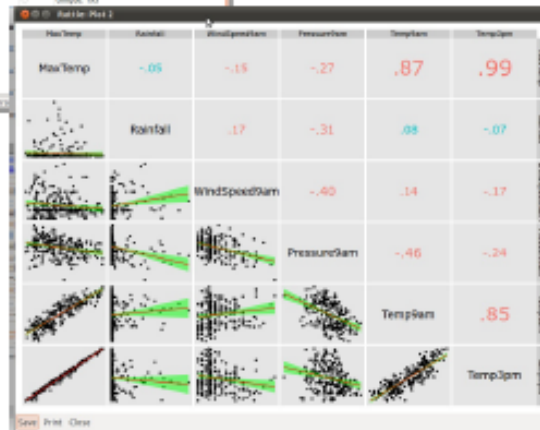 Rattle: Plot 2
MaxTemp Rainfall WindSpeed9am Pressure9am Temp9am Temp3pm
MaxTemp -.05 -.19 -.27 .87 .99
Rainfall .17 -.31 .08 -.07
WindSpeed9am -.40 .14 -.17
Pressure9am -.46 -.24
Temp9am .85
Temp3pm
Save Print Close